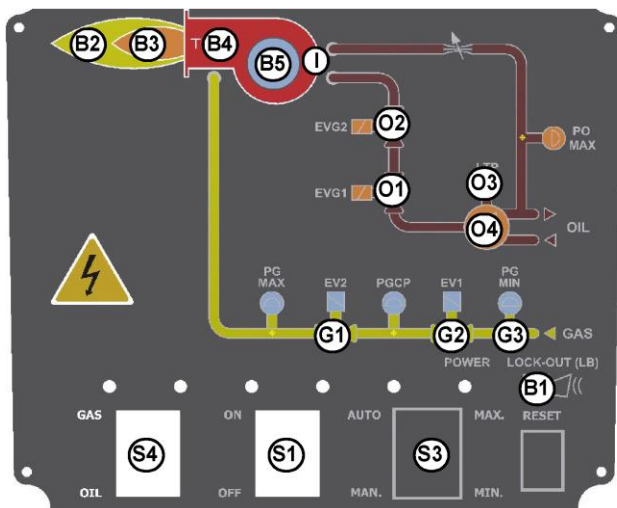 B2 B3 T B4 B5 I
EVG2 O2
PO
MAX
LTP
O3
EVG1 O1
O4
OIL
PG
MAX
EV2
PGCP
EV1
PG
MIN
G1 G2 G3 GAS
POWER LOCK-OUT (LB)
B1
GAS ON AUTO MAX. RESET
S4 S1 S3
OIL OFF MAN. MIN.